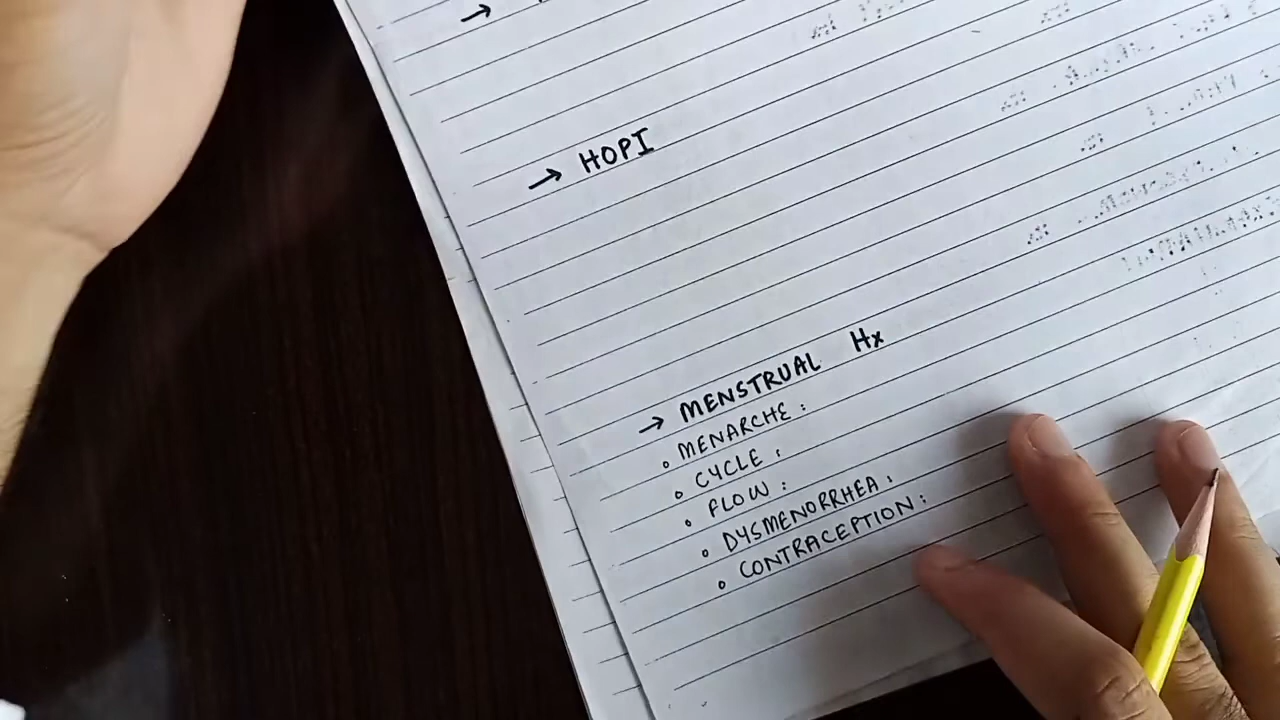 → HOPI
→ MENSTRUAL Hx
∘ MENARCHE :
∘ CYCLE :
∘ FLOW :
∘ DYSMENORRHEA :
∘ CONTRACEPTION :